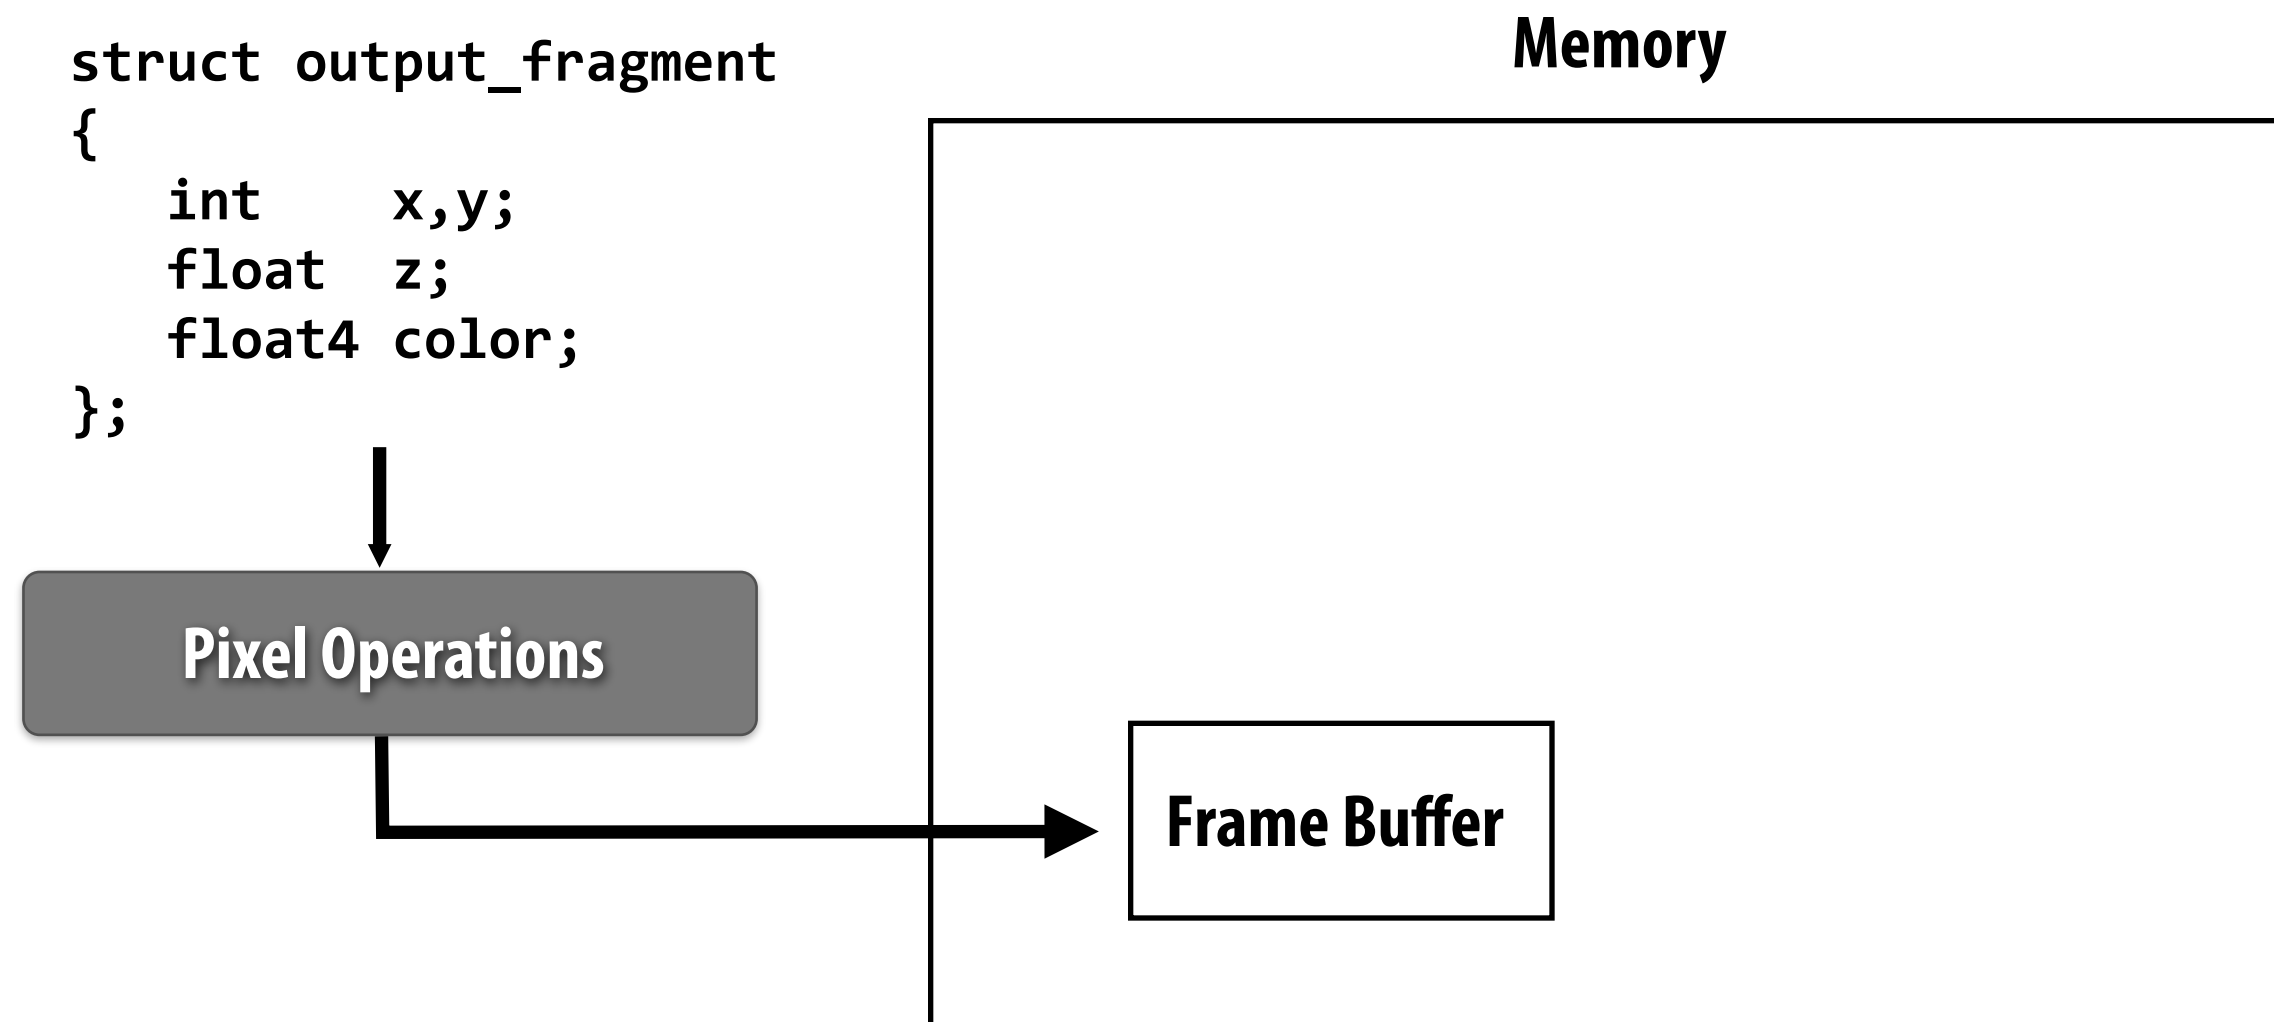 struct output_fragment
{
   int    x,y;
   float  z;
   float4 color;
};
Pixel Operations
Memory
Frame Buffer